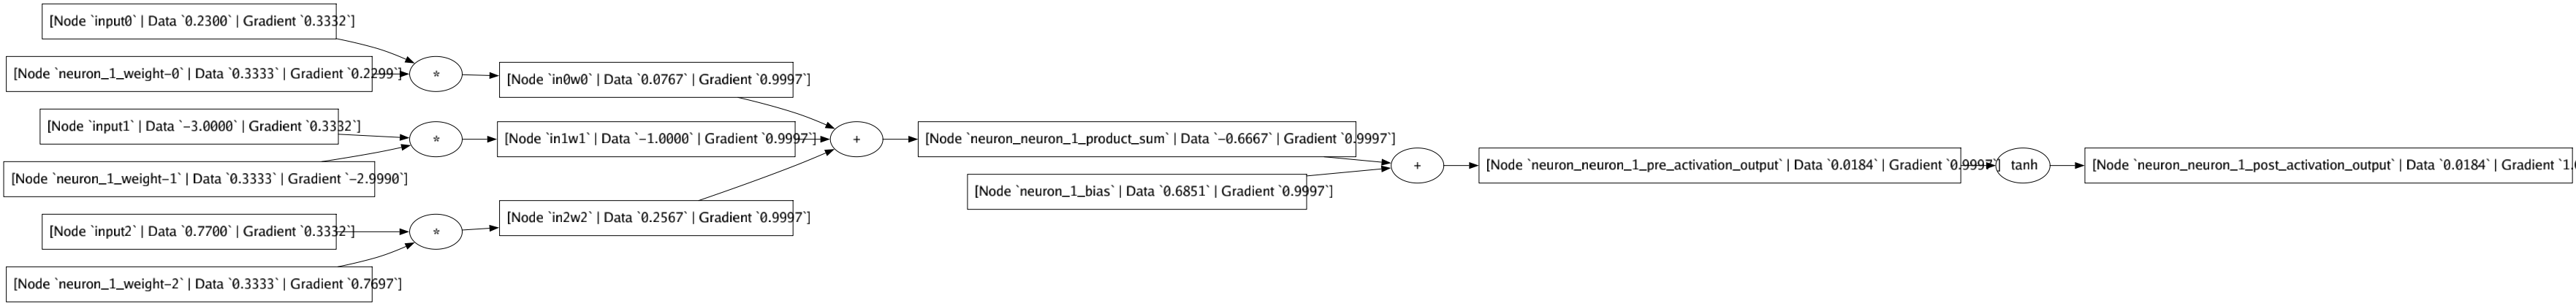 [Node `input0` | Data `0.2300` | Gradient `0.3332`]
[Node `neuron_1_weight-0` | Data `0.3333` | Gradient `0.2299`]
*
[Node `in0w0` | Data `0.0767` | Gradient `0.9997`]
[Node `input1` | Data `-3.0000` | Gradient `0.3332`]
[Node `neuron_1_weight-1` | Data `0.3333` | Gradient `-2.9990`]
*
[Node `in1w1` | Data `-1.0000` | Gradient `0.9997`]
[Node `input2` | Data `0.7700` | Gradient `0.3332`]
[Node `neuron_1_weight-2` | Data `0.3333` | Gradient `0.7697`]
*
[Node `in2w2` | Data `0.2567` | Gradient `0.9997`]
+
[Node `neuron_neuron_1_product_sum` | Data `-0.6667` | Gradient `0.9997`]
[Node `neuron_1_bias` | Data `0.6851` | Gradient `0.9997`]
+
[Node `neuron_neuron_1_pre_activation_output` | Data `0.0184` | Gradient `0.9997`]
tanh
[Node `neuron_neuron_1_post_activation_output` | Data `0.0184` | Gradient `1.